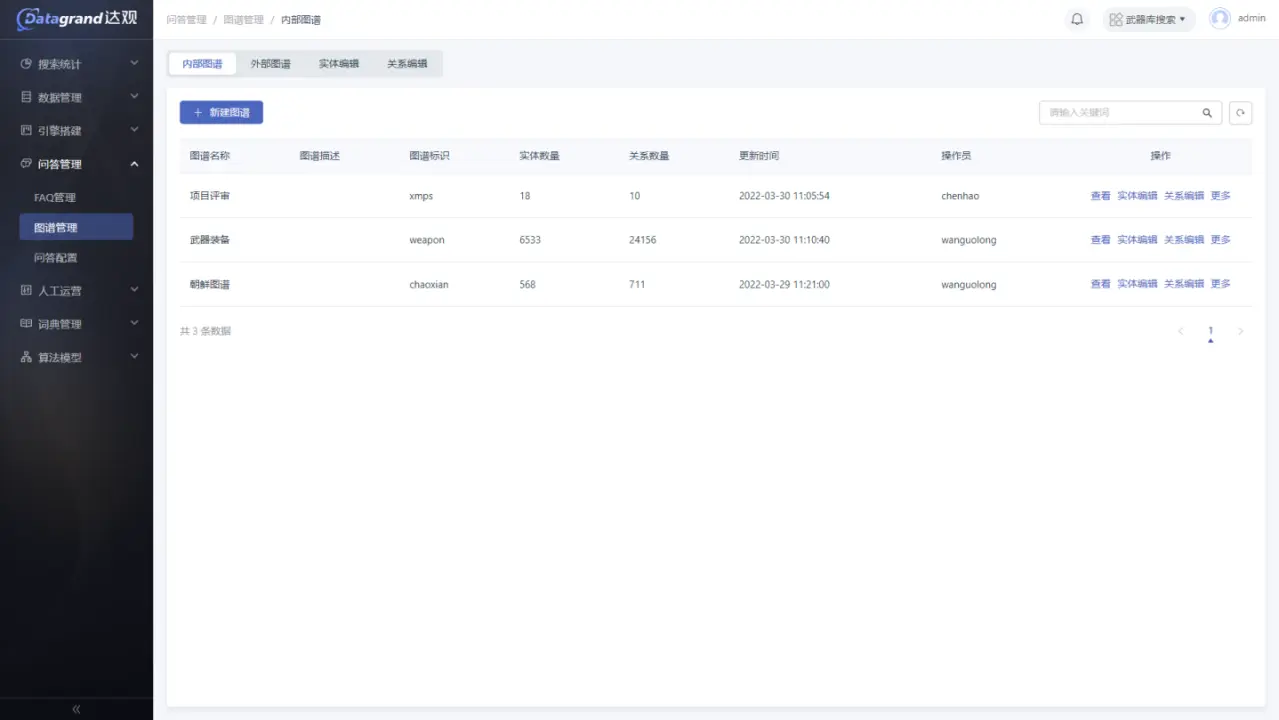 Datagrand达观
问答管理 / 图谱管理 / 内部图谱
武器库搜索
admin
搜索统计
数据管理
引擎搭建
问答管理
FAQ管理
图谱管理
问答配置
人工运营
词典管理
算法模型
内部图谱 外部图谱 实体编辑 关系编辑
+ 新建图谱
请输入关键词
图谱名称 图谱描述 图谱标识 实体数量 关系数量 更新时间 操作员 操作
项目评审 xmps 18 10 2022-03-30 11:05:54 chenhao 查看 实体编辑 关系编辑 更多
武器装备 weapon 6533 24156 2022-03-30 11:10:40 wanguolong 查看 实体编辑 关系编辑 更多
朝鲜图谱 chaoxian 568 711 2022-03-29 11:21:00 wanguolong 查看 实体编辑 关系编辑 更多
共 3 条数据
1